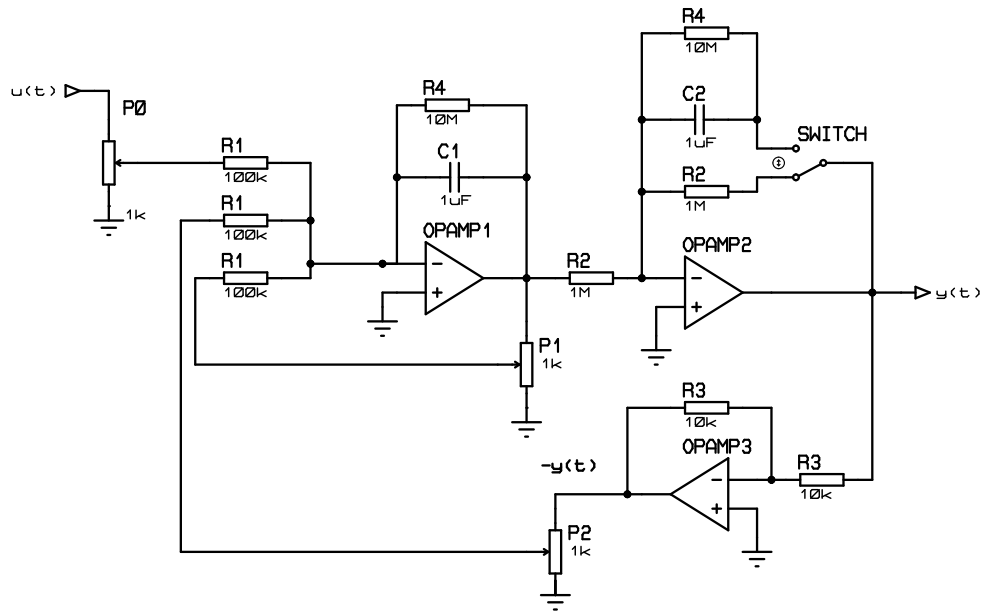 u(t)
P0
1k
R1
100k
R1
100k
R1
100k
R4
10M
C1
1uF
OPAMP1
-
+
P1
1k
R2
1M
R4
10M
C2
1uF
SWITCH
R2
1M
OPAMP2
-
+
y(t)
R3
10k
OPAMP3
-
+
R3
10k
-y(t)
P2
1k